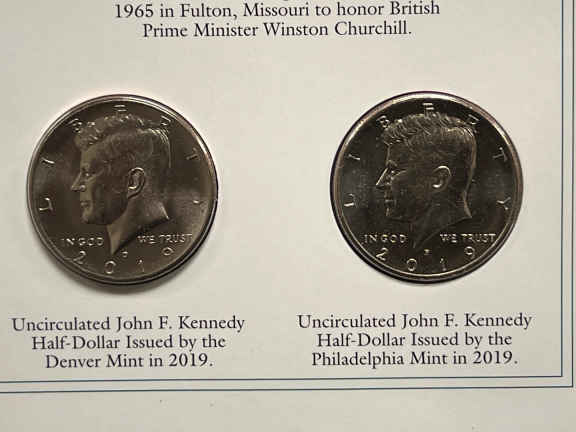 1965 in Fulton, Missouri to honor British
Prime Minister Winston Churchill.
LIBERTY
IN GOD WE TRUST
2019
LIBERTY
IN GOD WE TRUST
P
2019
Uncirculated John F. Kennedy
Half-Dollar Issued by the
Denver Mint in 2019.
Uncirculated John F. Kennedy
Half-Dollar Issued by the
Philadelphia Mint in 2019.